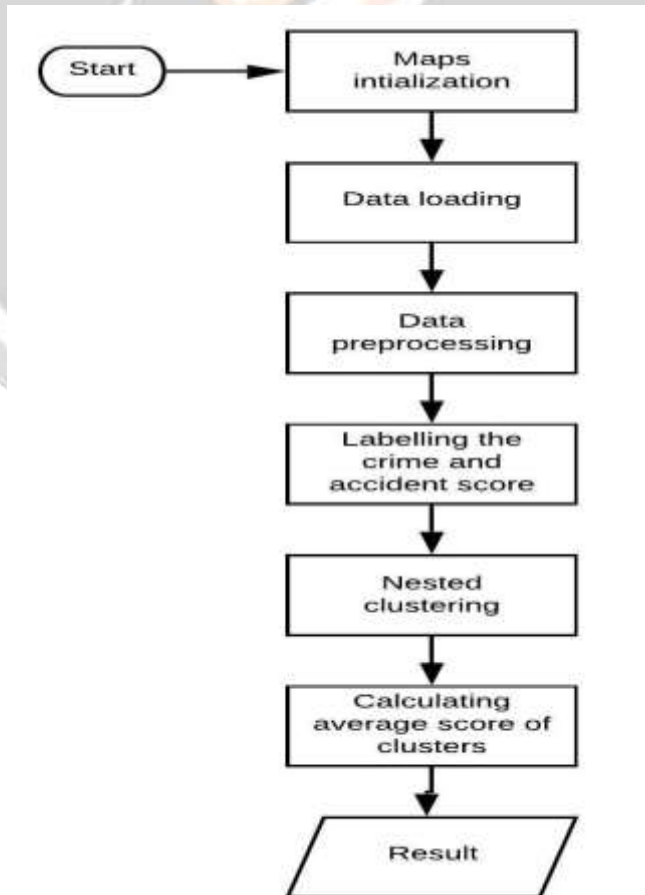 Start
Maps
intialization
Data loading
Data
preprocessing
Labelling the
crime and
accident score
Nested
clustering
Calculating
average score of
clusters
Result